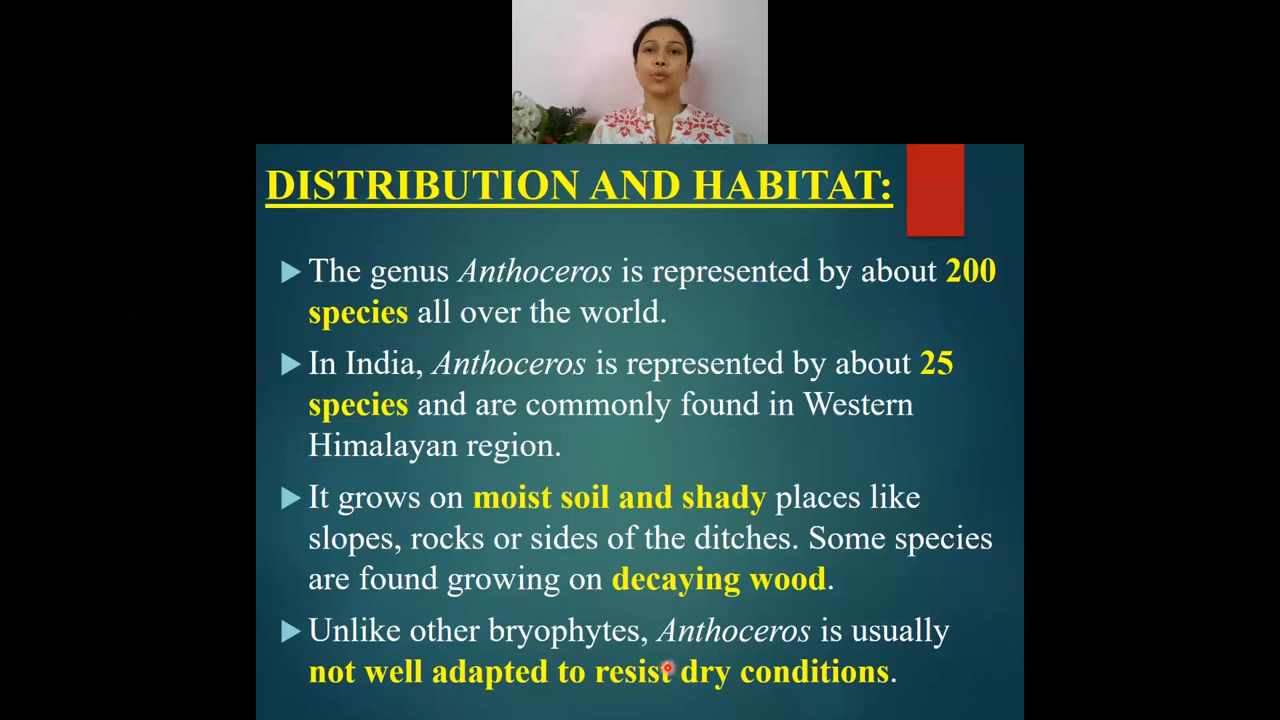 DISTRIBUTION AND HABITAT:
The genus Anthoceros is represented by about 200
species all over the world.
In India, Anthoceros is represented by about 25
species and are commonly found in Western
Himalayan region.
It grows on moist soil and shady places like
slopes, rocks or sides of the ditches. Some species
are found growing on decaying wood.
Unlike other bryophytes, Anthoceros is usually
not well adapted to resist dry conditions.